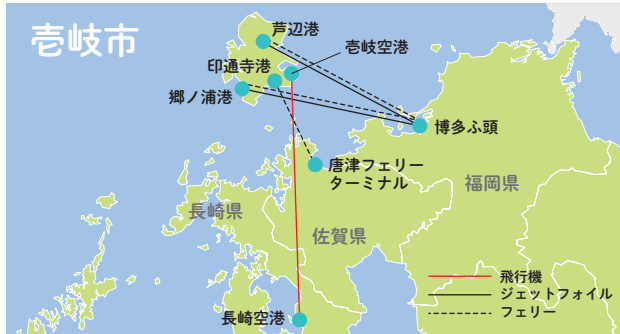 壱岐市
芦辺港
壱岐空港
印通寺港
郷ノ浦港
博多ふ頭
唐津フェリー
ターミナル
福岡県
長崎県
佐賀県
飛行機
ジェットフォイル
フェリー
長崎空港